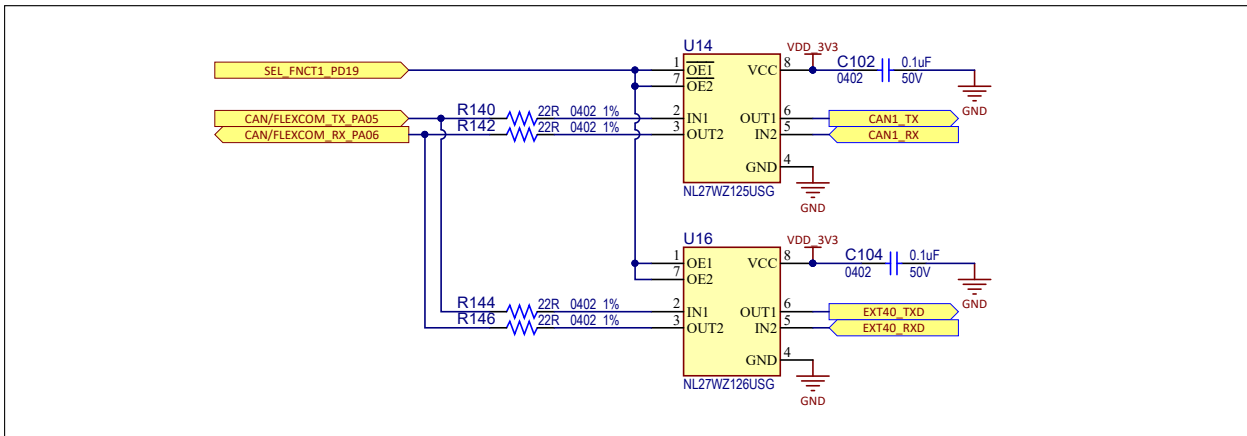 U14
VDD_3V3
SEL_FNCT1_PD19
1 OE1 VCC 8
C102 0.1uF
0402 50V
7 OE2
GND
CAN/FLEXCOM_TX_PA05
R140 22R 0402 1% 2 IN1 OUT1 6 CAN1_TX
CAN/FLEXCOM_RX_PA06
R142 22R 0402 1% 3 OUT2 IN2 5 CAN1_RX
GND 4
NL27WZ125USG
GND
U16
VDD_3V3
1 OE1 VCC 8
C104 0.1uF
0402 50V
7 OE2
GND
R144 22R 0402 1% 2 IN1 OUT1 6 EXT40_TXD
R146 22R 0402 1% 3 OUT2 IN2 5 EXT40_RXD
GND 4
NL27WZ126USG
GND